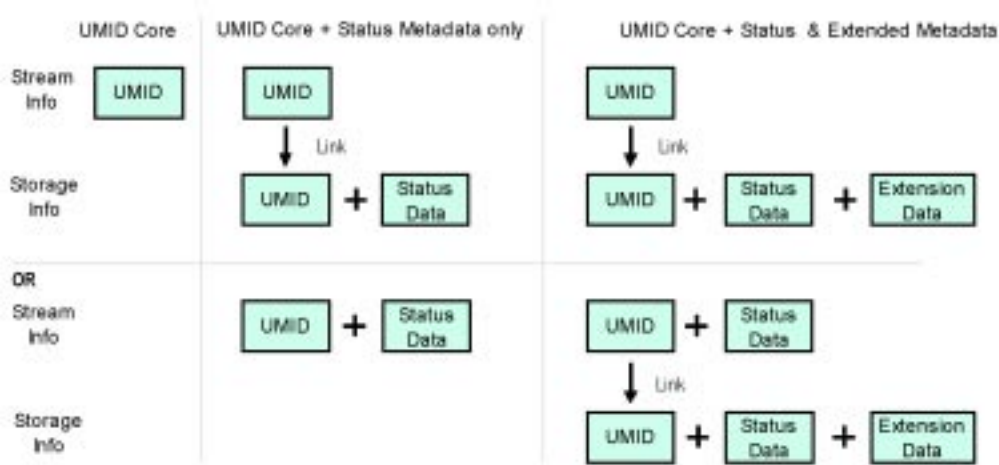 UMID Core
UMID Core + Status Metadata only
UMID Core + Status & Extended Metadata
Stream
Info
UMID
UMID
UMID
Link
Link
Storage
Info
UMID + Status
Data
UMID + Status
Data + Extension
Data
OR
Stream
Info
UMID + Status
Data
UMID + Status
Data
Link
Storage
Info
UMID + Status
Data + Extension
Data